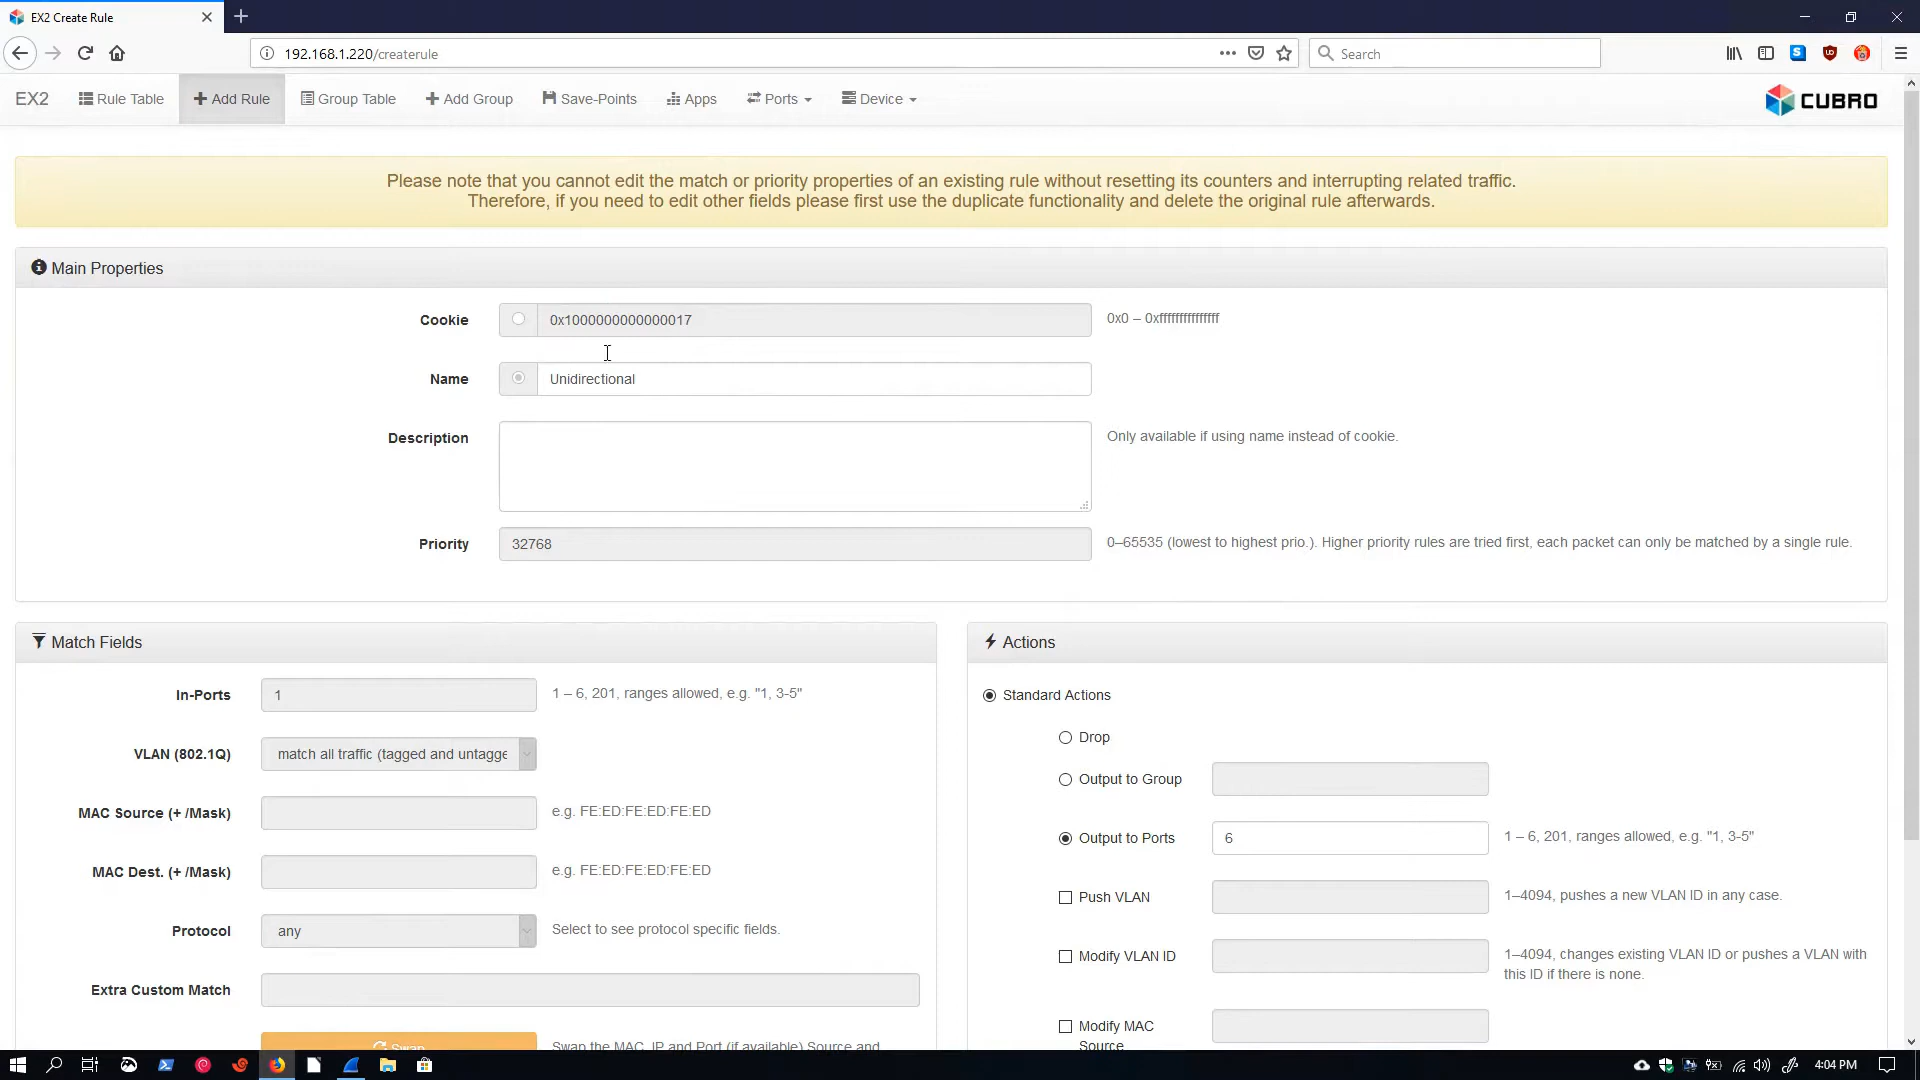 EX2 Create Rule
192.168.1.220/createrule
Search
EX2
Rule Table
Add Rule
Group Table
Add Group
Save-Points
Apps
Ports
Device
CUBRO
Please note that you cannot edit the match or priority properties of an existing rule without resetting its counters and interrupting related traffic.
Therefore, if you need to edit other fields please first use the duplicate functionality and delete the original rule afterwards.
Main Properties
Cookie
0x1000000000000017
0x0 – 0xffffffffffffff
Name
Unidirectional
Description
Only available if using name instead of cookie.
Priority
32768
0–65535 (lowest to highest prio.). Higher priority rules are tried first, each packet can only be matched by a single rule.
Match Fields
In-Ports
1
1 – 6, 201, ranges allowed, e.g. "1, 3-5"
VLAN (802.1Q)
match all traffic (tagged and untagge
MAC Source (+ /Mask)
e.g. FE:ED:FE:ED:FE:ED
MAC Dest. (+ /Mask)
e.g. FE:ED:FE:ED:FE:ED
Protocol
any
Select to see protocol specific fields.
Extra Custom Match
Swap
Swap the MAC, IP and Port (if available) Source and
Actions
Standard Actions
Drop
Output to Group
Output to Ports
6
1 – 6, 201, ranges allowed, e.g. "1, 3-5"
Push VLAN
1–4094, pushes a new VLAN ID in any case.
Modify VLAN ID
1–4094, changes existing VLAN ID or pushes a VLAN with
this ID if there is none.
Modify MAC
Source
4:04 PM